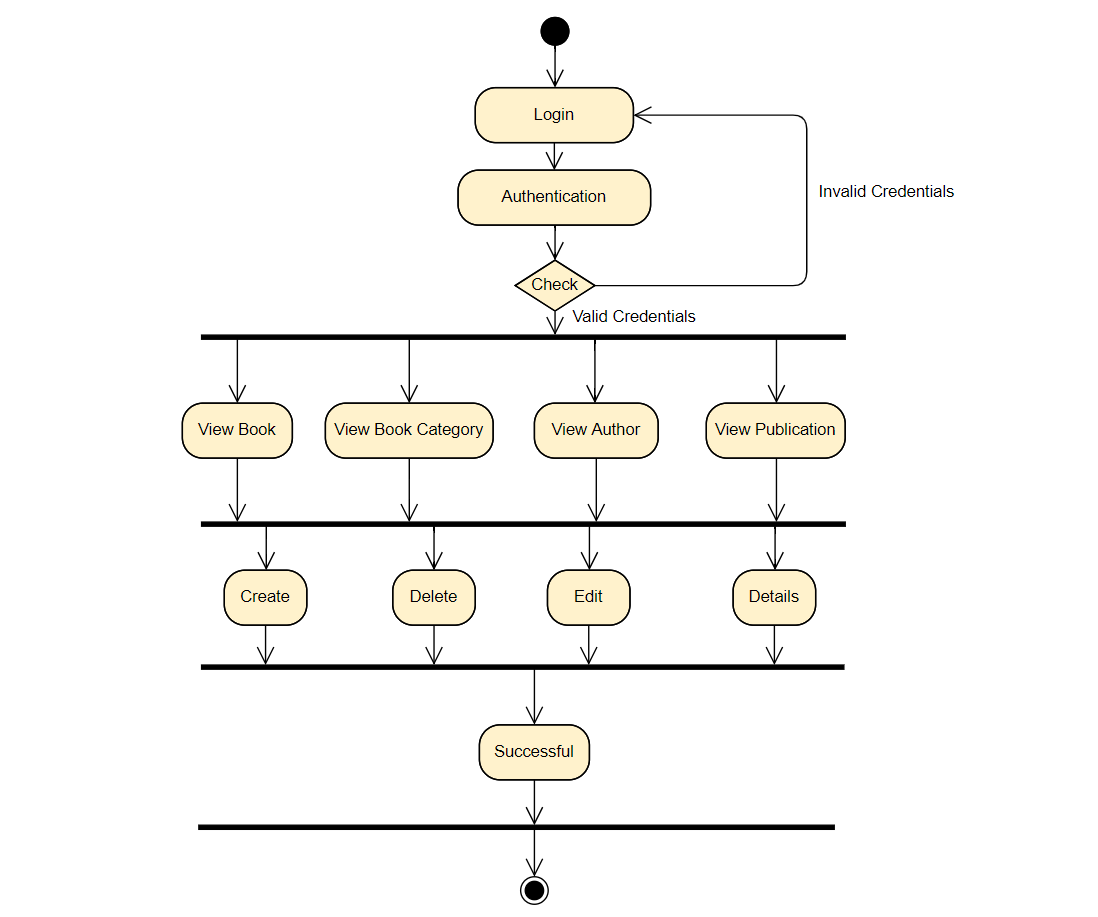 Login
Authentication
Invalid Credentials
Check
Valid Credentials
View Book
View Book Category
View Author
View Publication
Create
Delete
Edit
Details
Successful